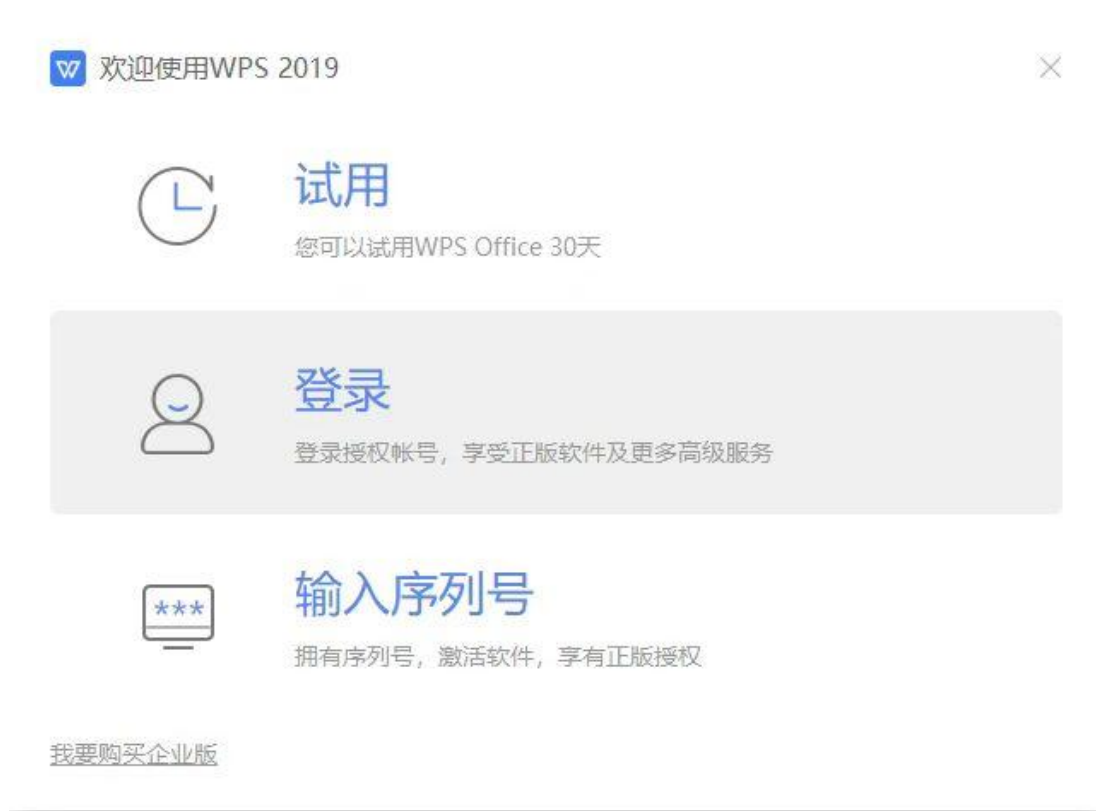 欢迎使用WPS 2019
试用
您可以试用WPS Office 30天
登录
登录授权帐号，享受正版软件及更多高级服务
输入序列号
***
拥有序列号，激活软件，享有正版授权
我要购买企业版